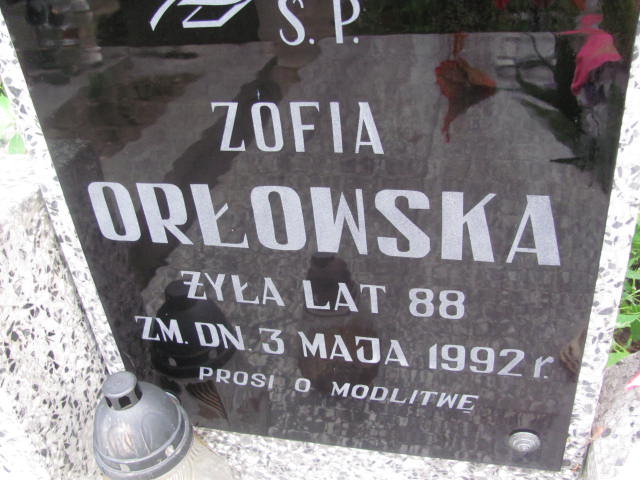 Ś. P.
ZOFIA
ORŁOWSKA
ŻYŁA LAT 88
ZM. DN. 3 MAJA 1992 r.
PROSI O MODLITWĘ